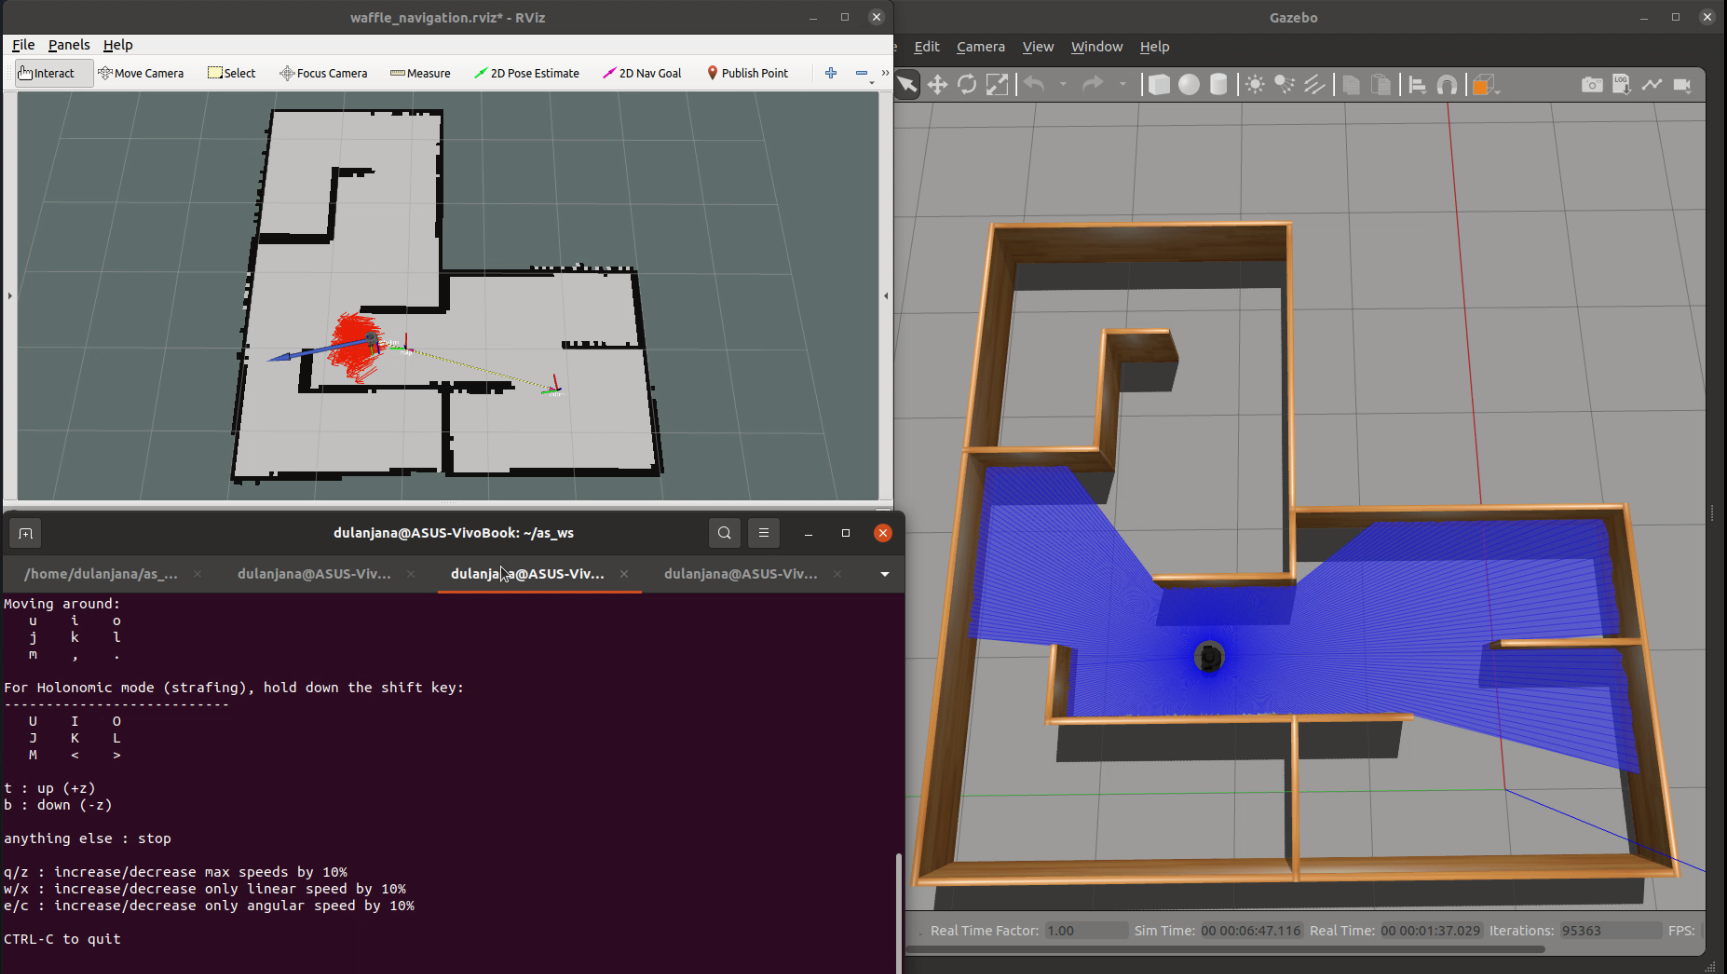 waffle_navigation.rviz* - RViz
File Panels Help
Interact Move Camera Select Focus Camera Measure 2D Pose Estimate 2D Nav Goal Publish Point »
Gazebo
Edit Camera View Window Help
LOG
dulanjana@ASUS-VivoBook: ~/as_ws
/home/dulanjana/as_... dulanjana@ASUS-Viv... dulanjana@ASUS-Viv... dulanjana@ASUS-Viv...
Moving around:
u i o
j k l
m , .
For Holonomic mode (strafing), hold down the shift key:
---------------------------
U I O
J K L
M < >
t : up (+z)
b : down (-z)
anything else : stop
q/z : increase/decrease max speeds by 10%
w/x : increase/decrease only linear speed by 10%
e/c : increase/decrease only angular speed by 10%
CTRL-C to quit
Real Time Factor: 1.00 Sim Time: 00 00:06:47.116 Real Time: 00 00:01:37.029 Iterations: 95363 FPS: